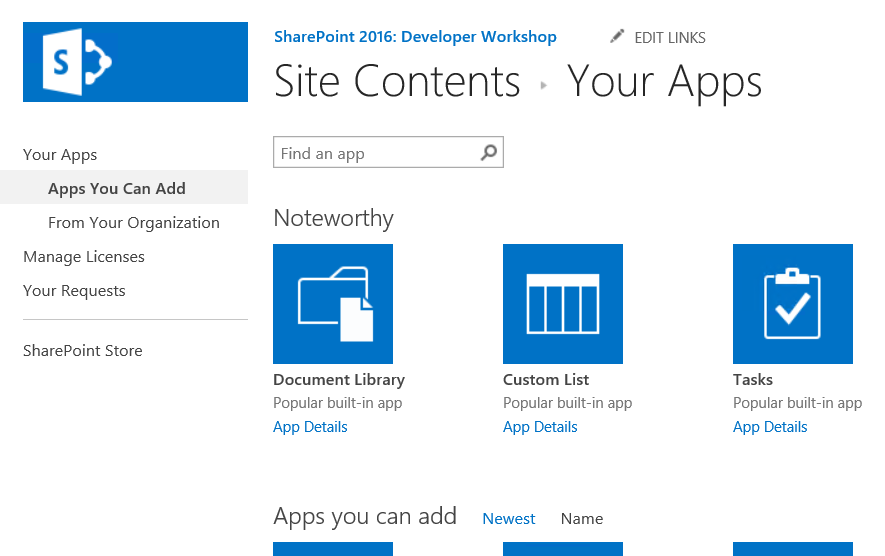 S
SharePoint 2016: Developer Workshop
EDIT LINKS
Site Contents ▸ Your Apps
Find an app
Your Apps
Apps You Can Add
From Your Organization
Manage Licenses
Your Requests
SharePoint Store
Noteworthy
Document Library
Popular built-in app
App Details
Custom List
Popular built-in app
App Details
Tasks
Popular built-in app
App Details
Apps you can add
Newest
Name